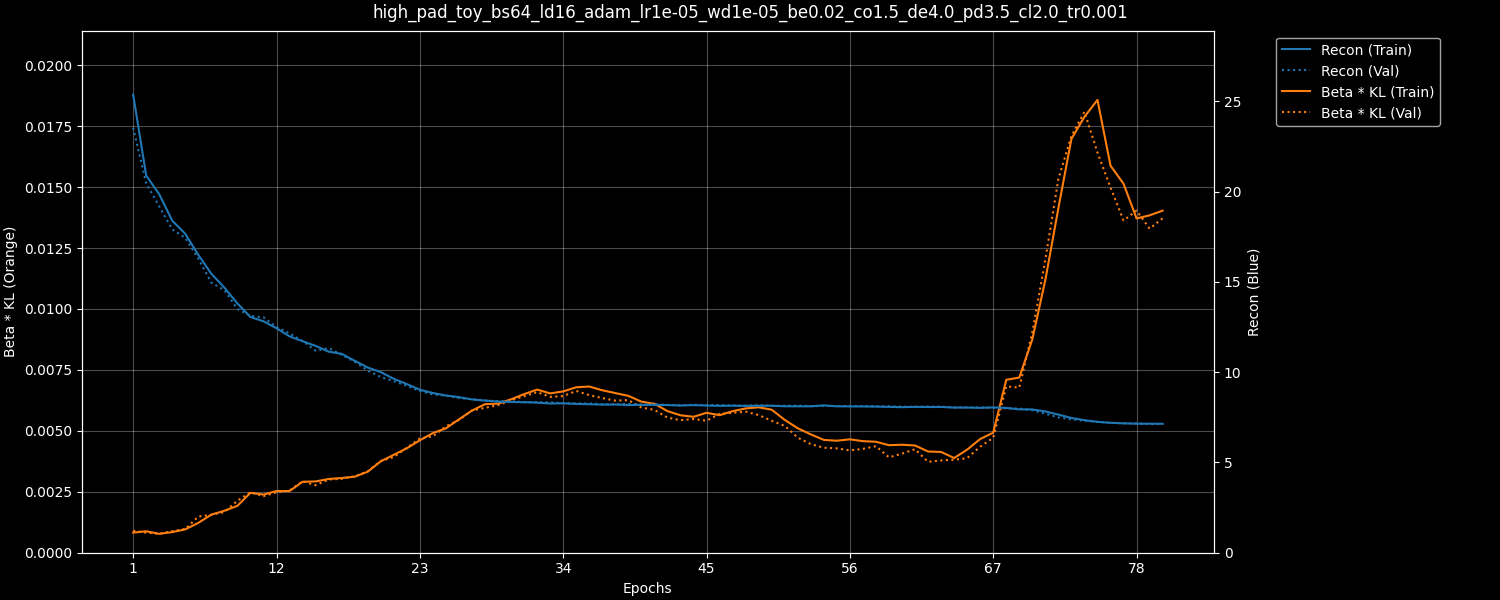 high_pad_toy_bs64_ld16_adam_lr1e-05_wd1e-05_be0.02_co1.5_de4.0_pd3.5_cl2.0_tr0.001
Recon (Train)
Recon (Val)
Beta * KL (Train)
Beta * KL (Val)
Beta * KL (Orange)
0.0200
0.0175
0.0150
0.0125
0.0100
0.0075
0.0050
0.0025
0.0000
25
20
15
10
5
0
Recon (Blue)
1 12 23 34 45 56 67 78
Epochs